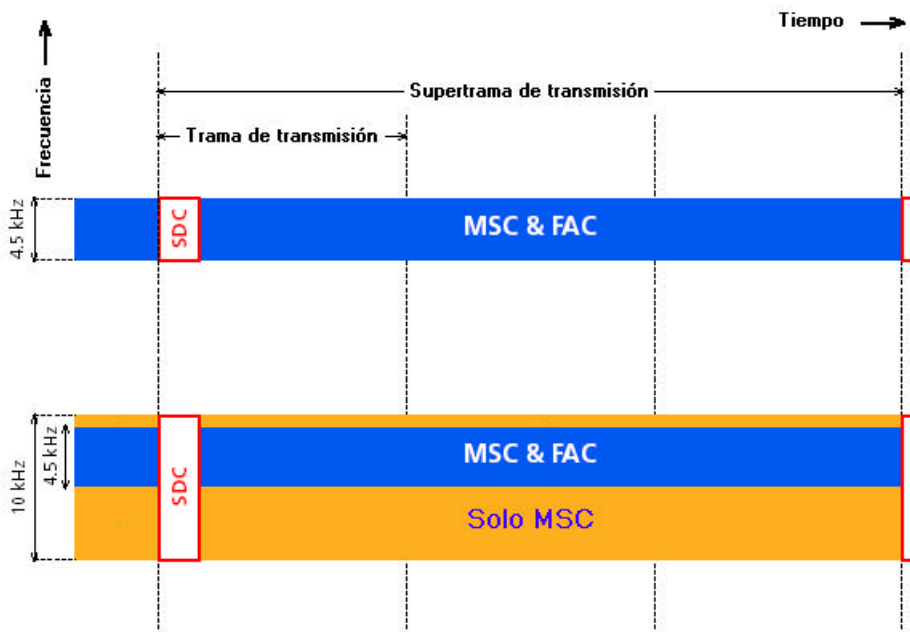 Tiempo
Frecuencia
Supertrama de transmisión
Trama de transmisión
4.5 kHz
SDC
MSC & FAC
10 kHz
4.5 kHz
SDC
MSC & FAC
Solo MSC